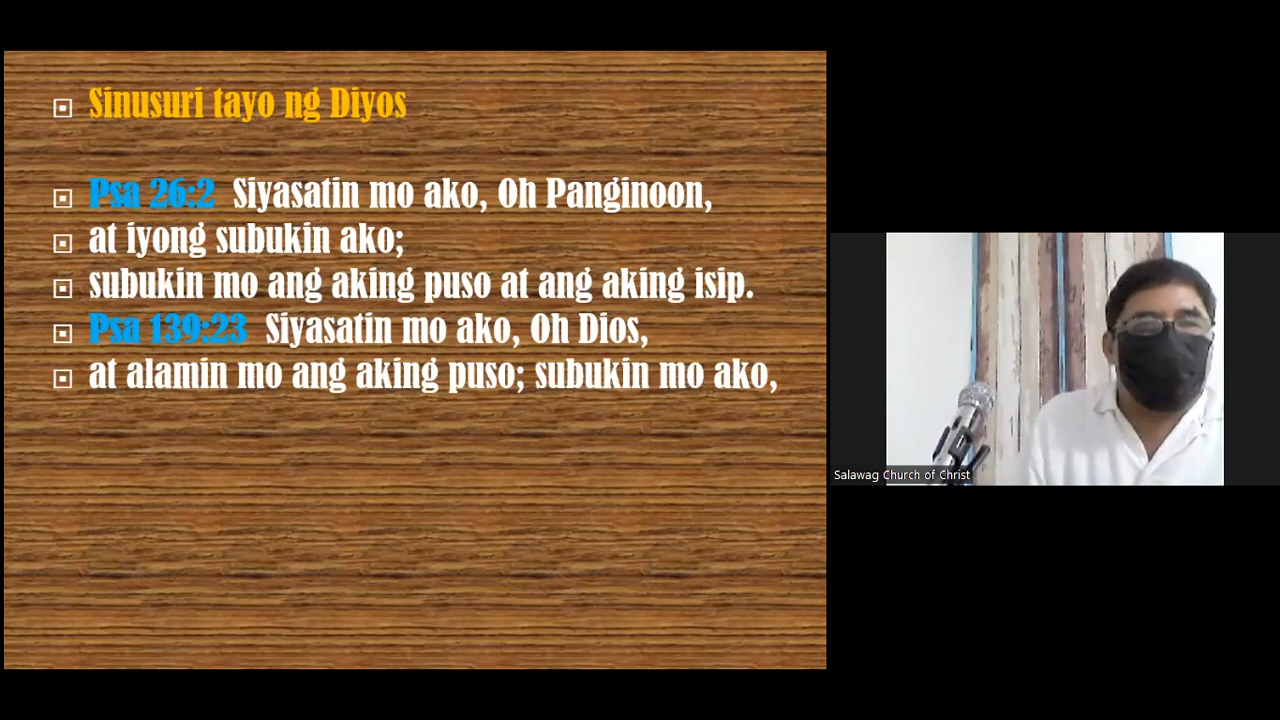 Sinusuri tayo ng Diyos
Psa 26:2 Siyasatin mo ako, Oh Panginoon,
at iyong subukin ako;
subukin mo ang aking puso at ang aking isip.
Psa 139:23 Siyasatin mo ako, Oh Dios,
at alamin mo ang aking puso; subukin mo ako,
Salawag Church of Christ